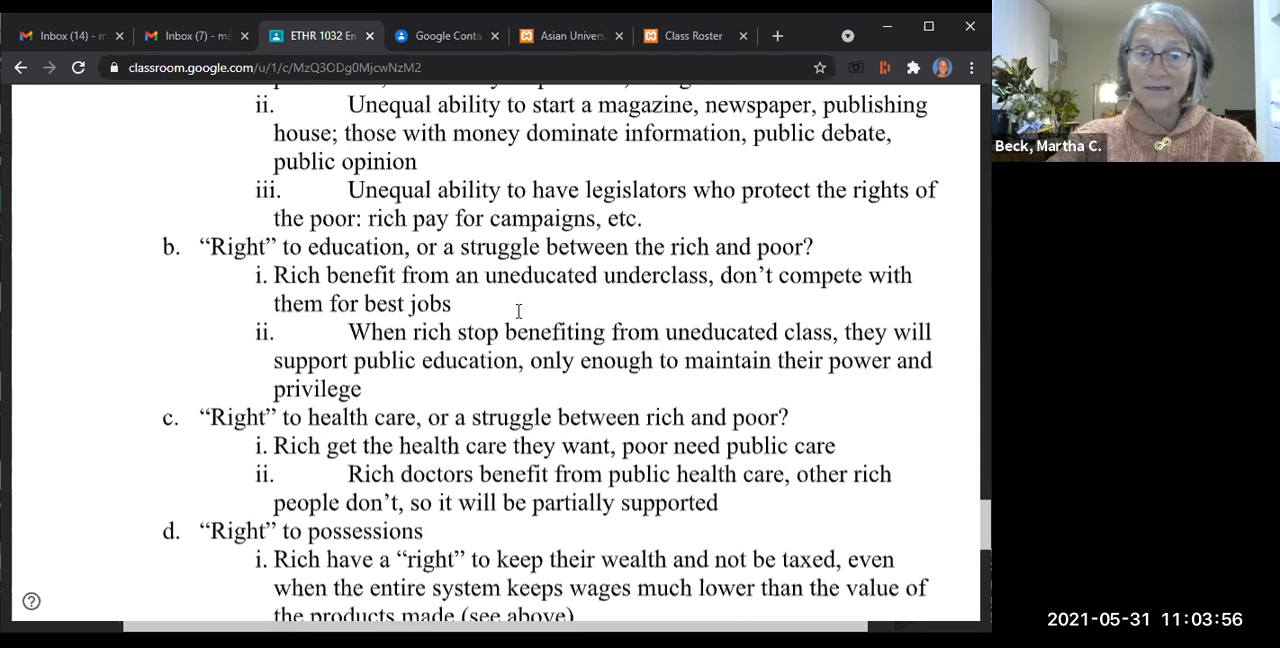 Inbox (14) - m
Inbox (7) - ma
ETHR 1032 En
Google Conta
Asian Univers
Class Roster
classroom.google.com/u/1/c/MzQ3ODg0MjcwNzM2
ii. Unequal ability to start a magazine, newspaper, publishing
house; those with money dominate information, public debate,
public opinion
iii. Unequal ability to have legislators who protect the rights of
the poor: rich pay for campaigns, etc.
b. “Right” to education, or a struggle between the rich and poor?
i. Rich benefit from an uneducated underclass, don’t compete with
them for best jobs
ii. When rich stop benefiting from uneducated class, they will
support public education, only enough to maintain their power and
privilege
c. “Right” to health care, or a struggle between rich and poor?
i. Rich get the health care they want, poor need public care
ii. Rich doctors benefit from public health care, other rich
people don’t, so it will be partially supported
d. “Right” to possessions
i. Rich have a “right” to keep their wealth and not be taxed, even
when the entire system keeps wages much lower than the value of
the products made (see above)
Beck, Martha C.
2021-05-31 11:03:56